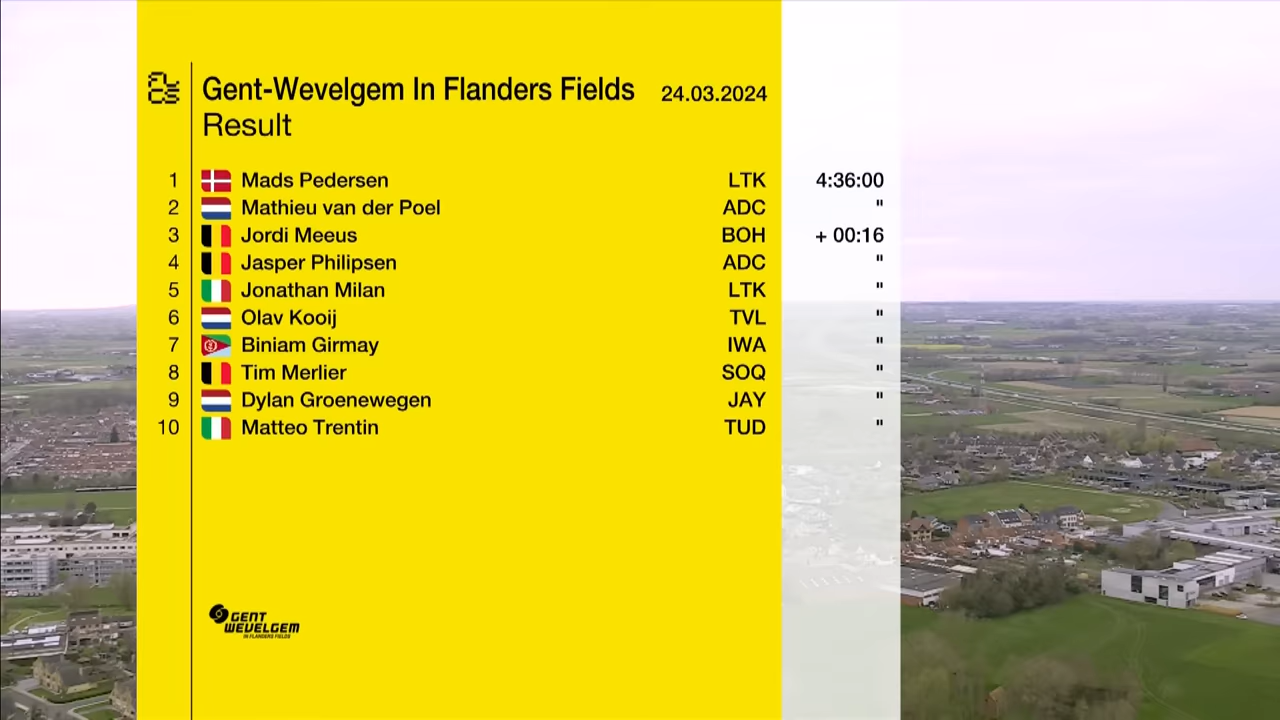 Gent-Wevelgem In Flanders Fields 24.03.2024
Result
1 Mads Pedersen LTK 4:36:00
2 Mathieu van der Poel ADC "
3 Jordi Meeus BOH + 00:16
4 Jasper Philipsen ADC "
5 Jonathan Milan LTK "
6 Olav Kooij TVL "
7 Biniam Girmay IWA "
8 Tim Merlier SOQ "
9 Dylan Groenewegen JAY "
10 Matteo Trentin TUD "
GENT
WEVELGEM
IN FLANDERS FIELDS